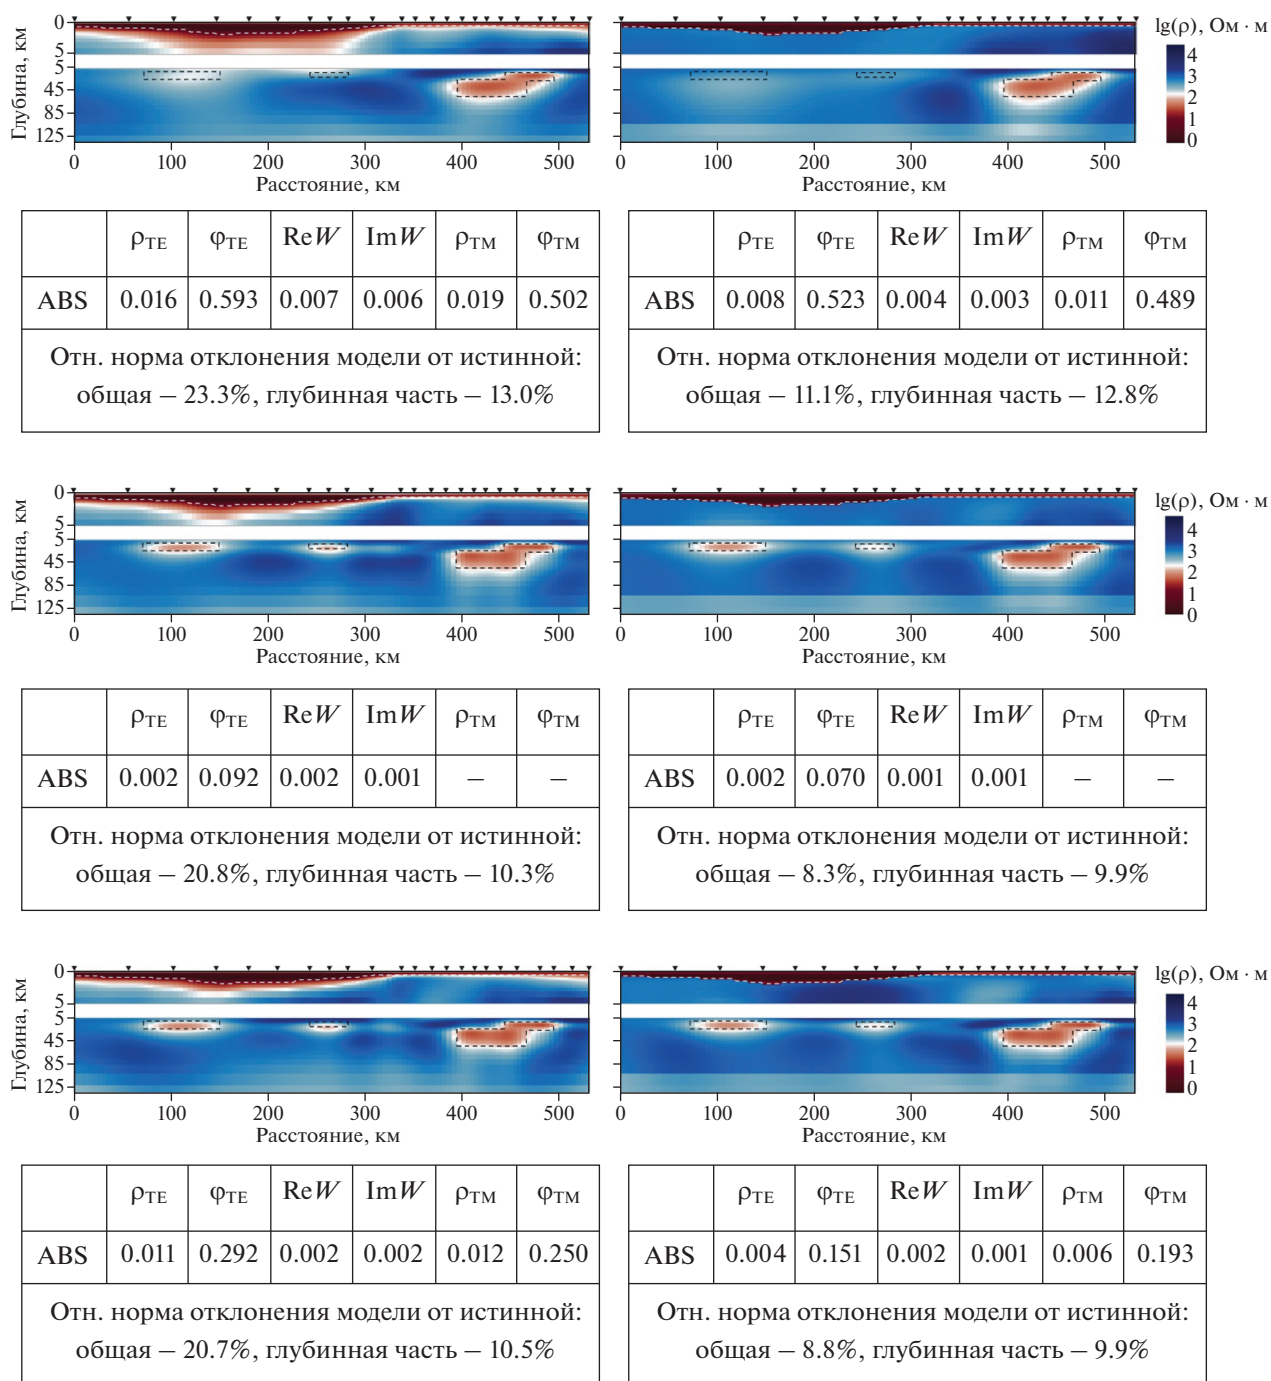 lg(ρ), Ом · м
Глубина, км
0
5
5
45
85
125
0 100 200 300 400 500
Расстояние, км
0 100 200 300 400 500
Расстояние, км
4
3
2
1
0
ρTE φTE ReW ImW ρTM φTM
ABS 0.016 0.593 0.007 0.006 0.019 0.502
Отн. норма отклонения модели от истинной:
общая – 23.3%, глубинная часть – 13.0%
ρTE φTE ReW ImW ρTM φTM
ABS 0.008 0.523 0.004 0.003 0.011 0.489
Отн. норма отклонения модели от истинной:
общая – 11.1%, глубинная часть – 12.8%
lg(ρ), Ом · м
Глубина, км
0
5
5
45
85
125
0 100 200 300 400 500
Расстояние, км
0 100 200 300 400 500
Расстояние, км
4
3
2
1
0
ρTE φTE ReW ImW ρTM φTM
ABS 0.002 0.092 0.002 0.001 – –
Отн. норма отклонения модели от истинной:
общая – 20.8%, глубинная часть – 10.3%
ρTE φTE ReW ImW ρTM φTM
ABS 0.002 0.070 0.001 0.001 – –
Отн. норма отклонения модели от истинной:
общая – 8.3%, глубинная часть – 9.9%
lg(ρ), Ом · м
Глубина, км
0
5
5
45
85
125
0 100 200 300 400 500
Расстояние, км
0 100 200 300 400 500
Расстояние, км
4
3
2
1
0
ρTE φTE ReW ImW ρTM φTM
ABS 0.011 0.292 0.002 0.002 0.012 0.250
Отн. норма отклонения модели от истинной:
общая – 20.7%, глубинная часть – 10.5%
ρTE φTE ReW ImW ρTM φTM
ABS 0.004 0.151 0.002 0.001 0.006 0.193
Отн. норма отклонения модели от истинной:
общая – 8.8%, глубинная часть – 9.9%